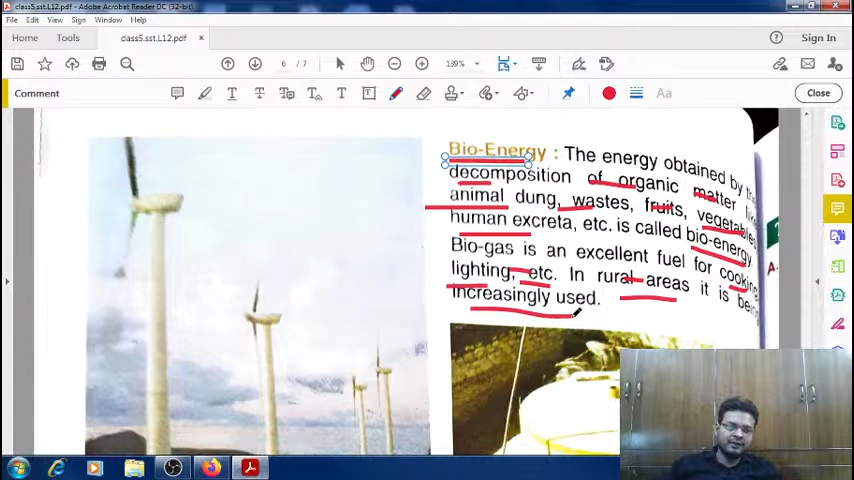 class5.sst.L12.pdf - Adobe Acrobat Reader DC (32-bit)
File Edit View Sign Window Help
Home Tools class5.sst.L12.pdf × Sign In
6 / 7 139%
Comment Aa Close
Bio-Energy : The energy obtained by
decomposition of organic matter like
animal dung, wastes, fruits, vegetables
human excreta, etc. is called bio-energy.
Bio-gas is an excellent fuel for cooking,
lighting, etc. In rural areas it is being
increasingly used.
A-